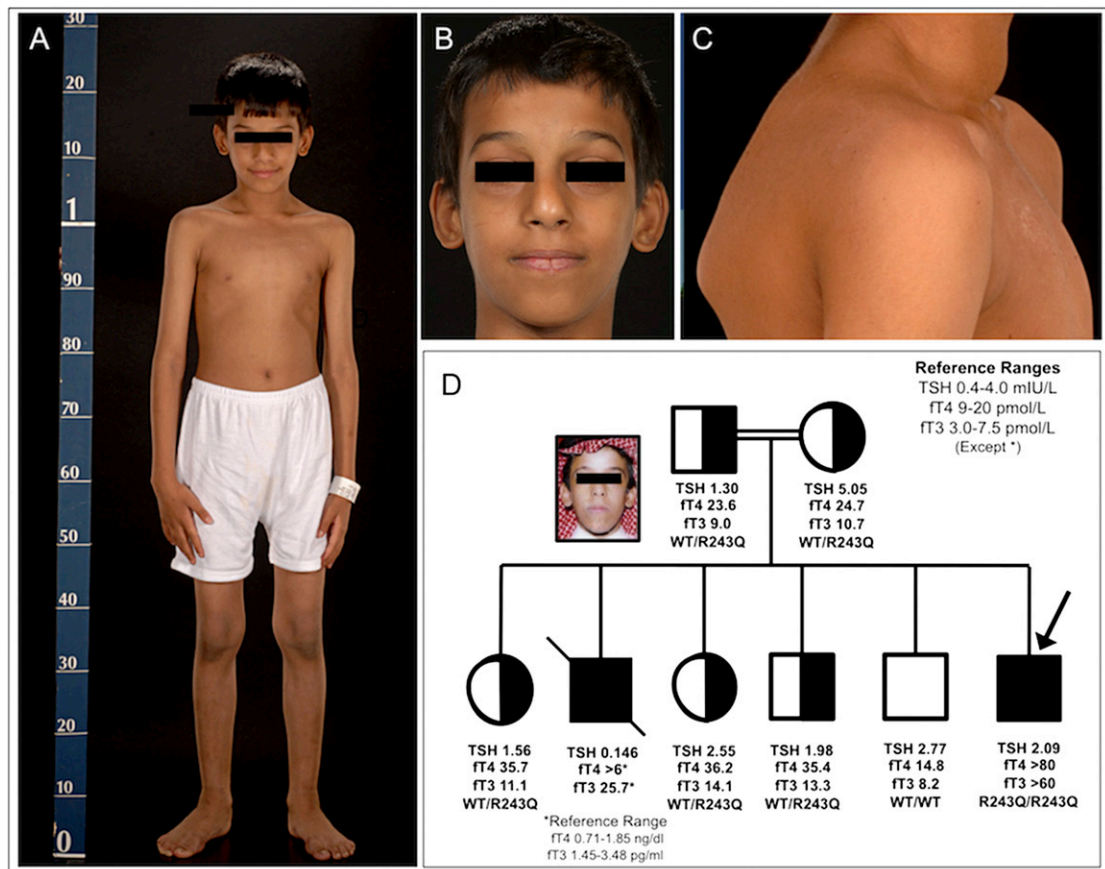 A
30
20
10
1
90
80
70
60
50
40
30
20
10
0
B
C
D
Reference Ranges
TSH 0.4-4.0 mIU/L
fT4 9-20 pmol/L
fT3 3.0-7.5 pmol/L
(Except *)
TSH 1.30
fT4 23.6
fT3 9.0
WT/R243Q
TSH 5.05
fT4 24.7
fT3 10.7
WT/R243Q
TSH 1.56
fT4 35.7
fT3 11.1
WT/R243Q
TSH 0.146
fT4 >6*
fT3 25.7*
*Reference Range
fT4 0.71-1.85 ng/dl
fT3 1.45-3.48 pg/ml
TSH 2.55
fT4 36.2
fT3 14.1
WT/R243Q
TSH 1.98
fT4 35.4
fT3 13.3
WT/R243Q
TSH 2.77
fT4 14.8
fT3 8.2
WT/WT
TSH 2.09
fT4 >80
fT3 >60
R243Q/R243Q